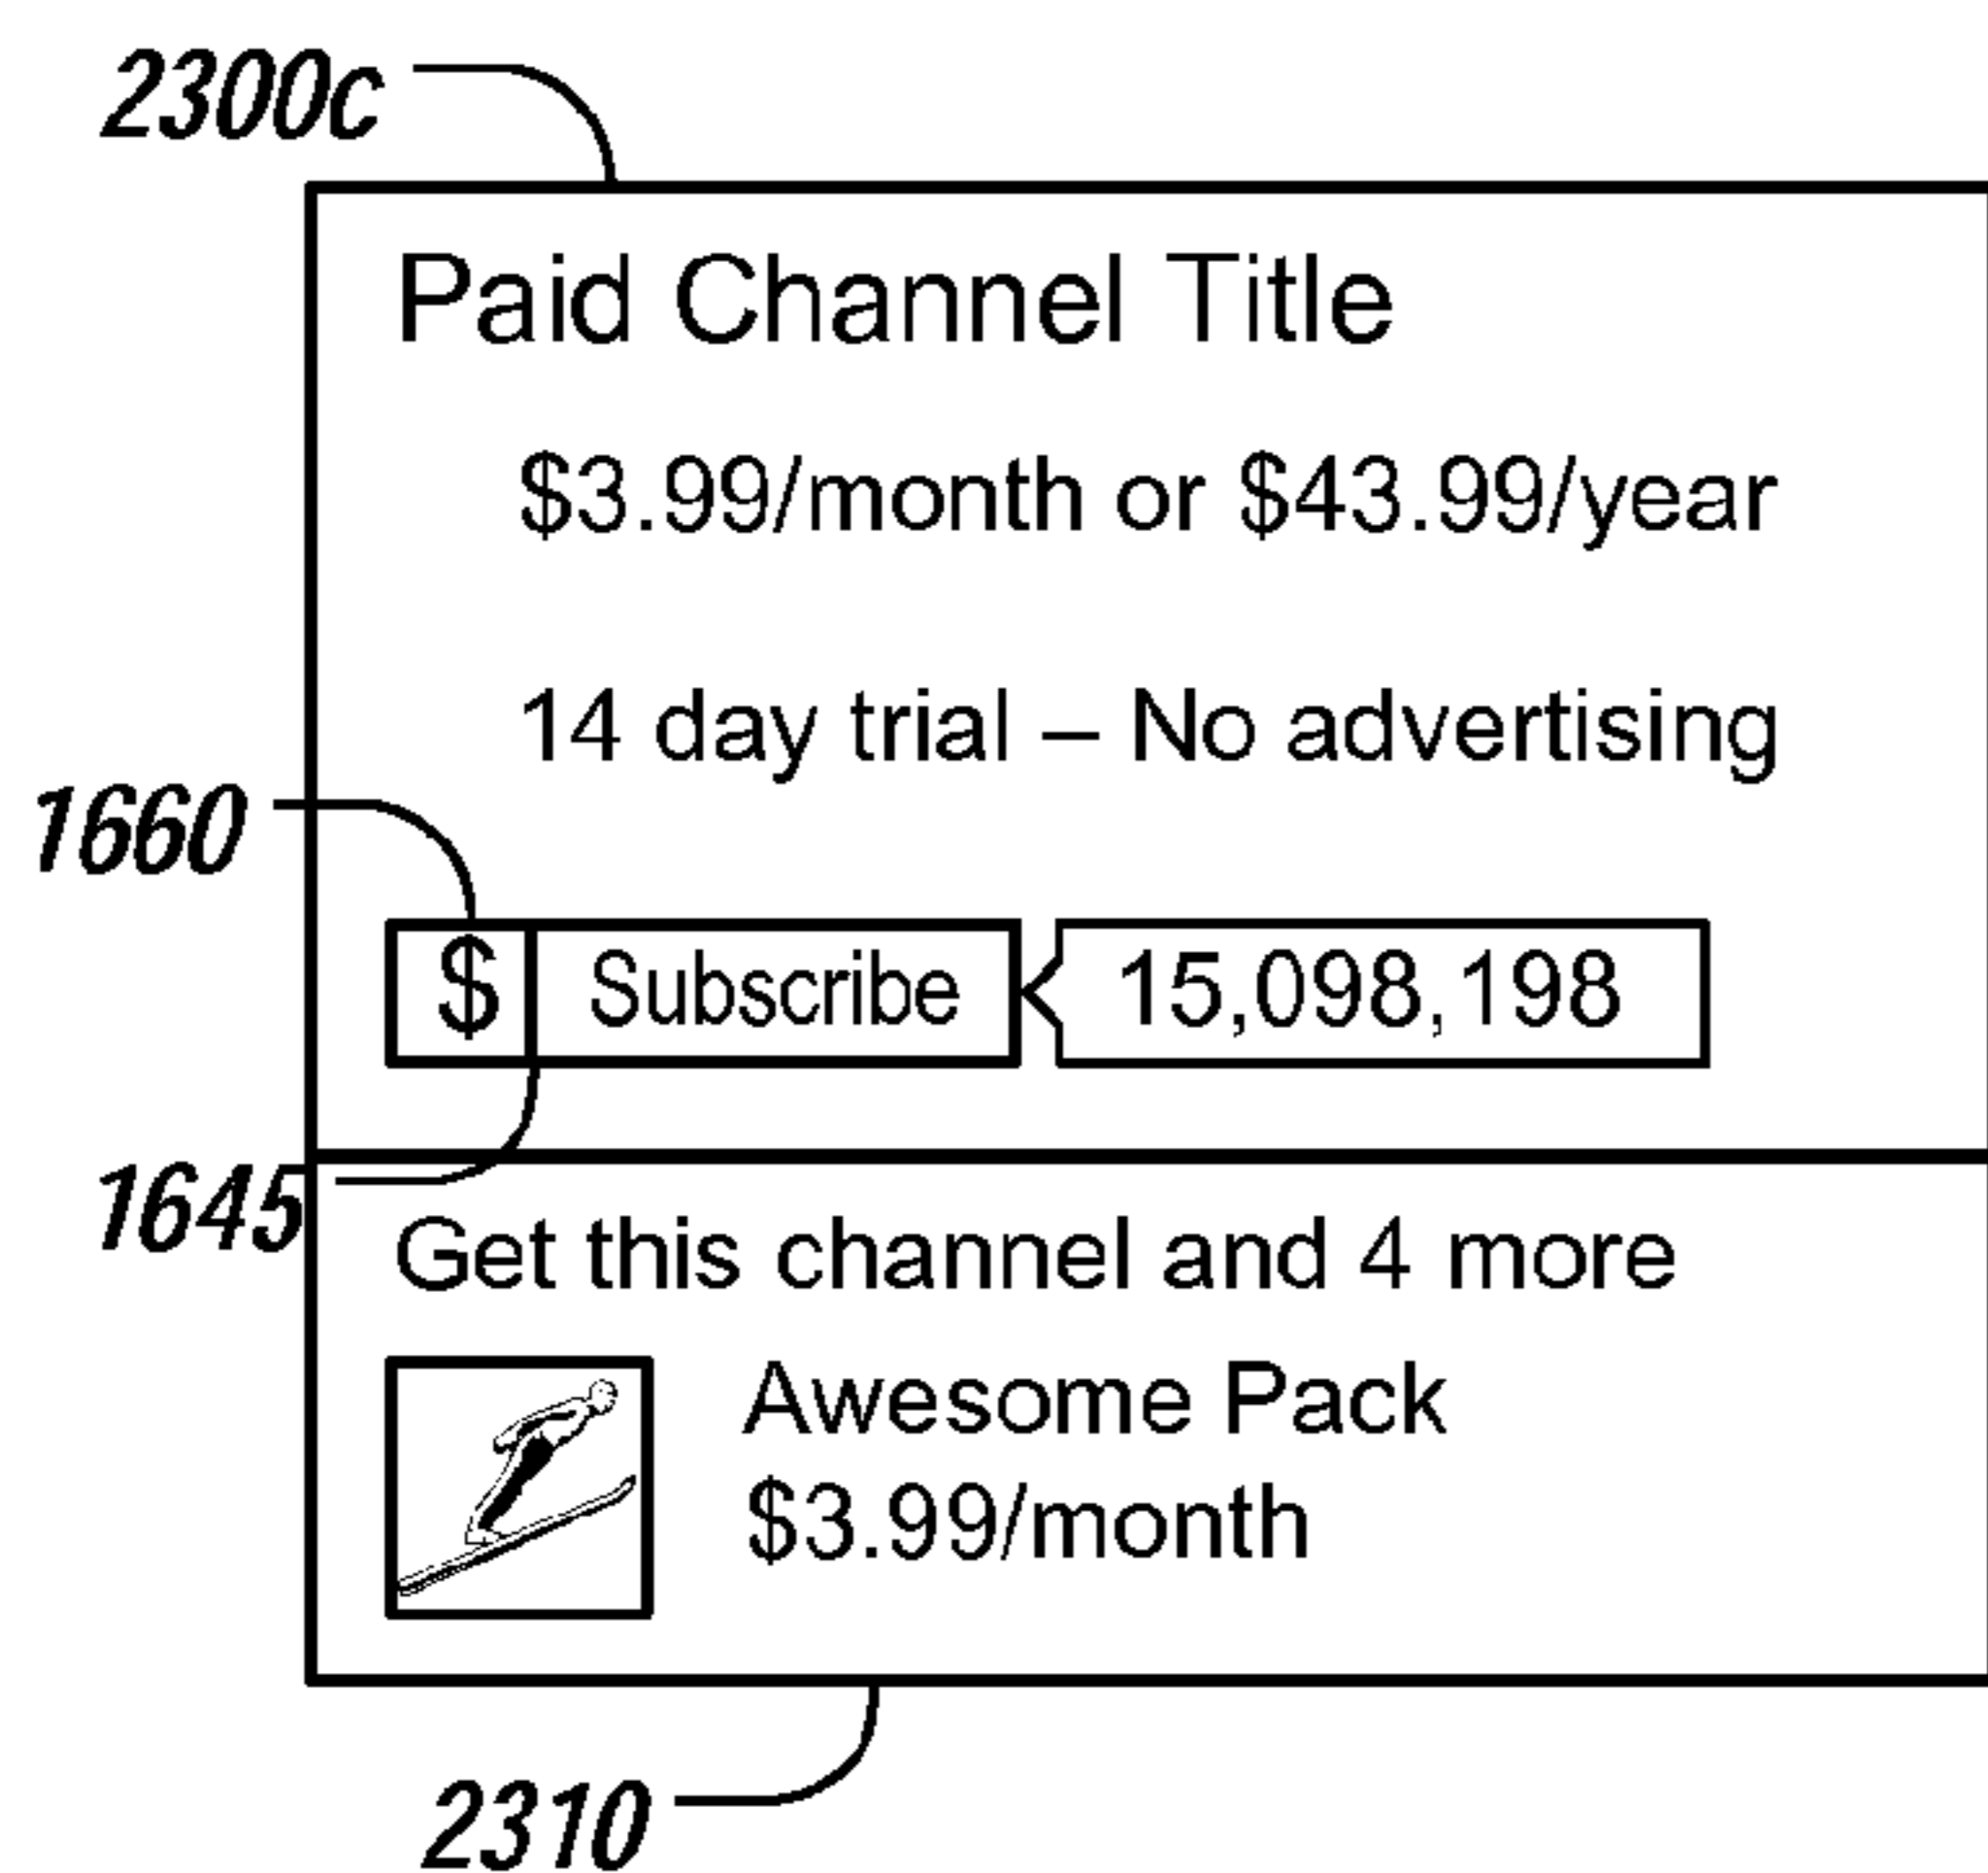 2300c
Paid Channel Title
$3.99/month or $43.99/year
14 day trial – No advertising
1660
$ Subscribe 15,098,198
1645
Get this channel and 4 more
Awesome Pack
$3.99/month
2310